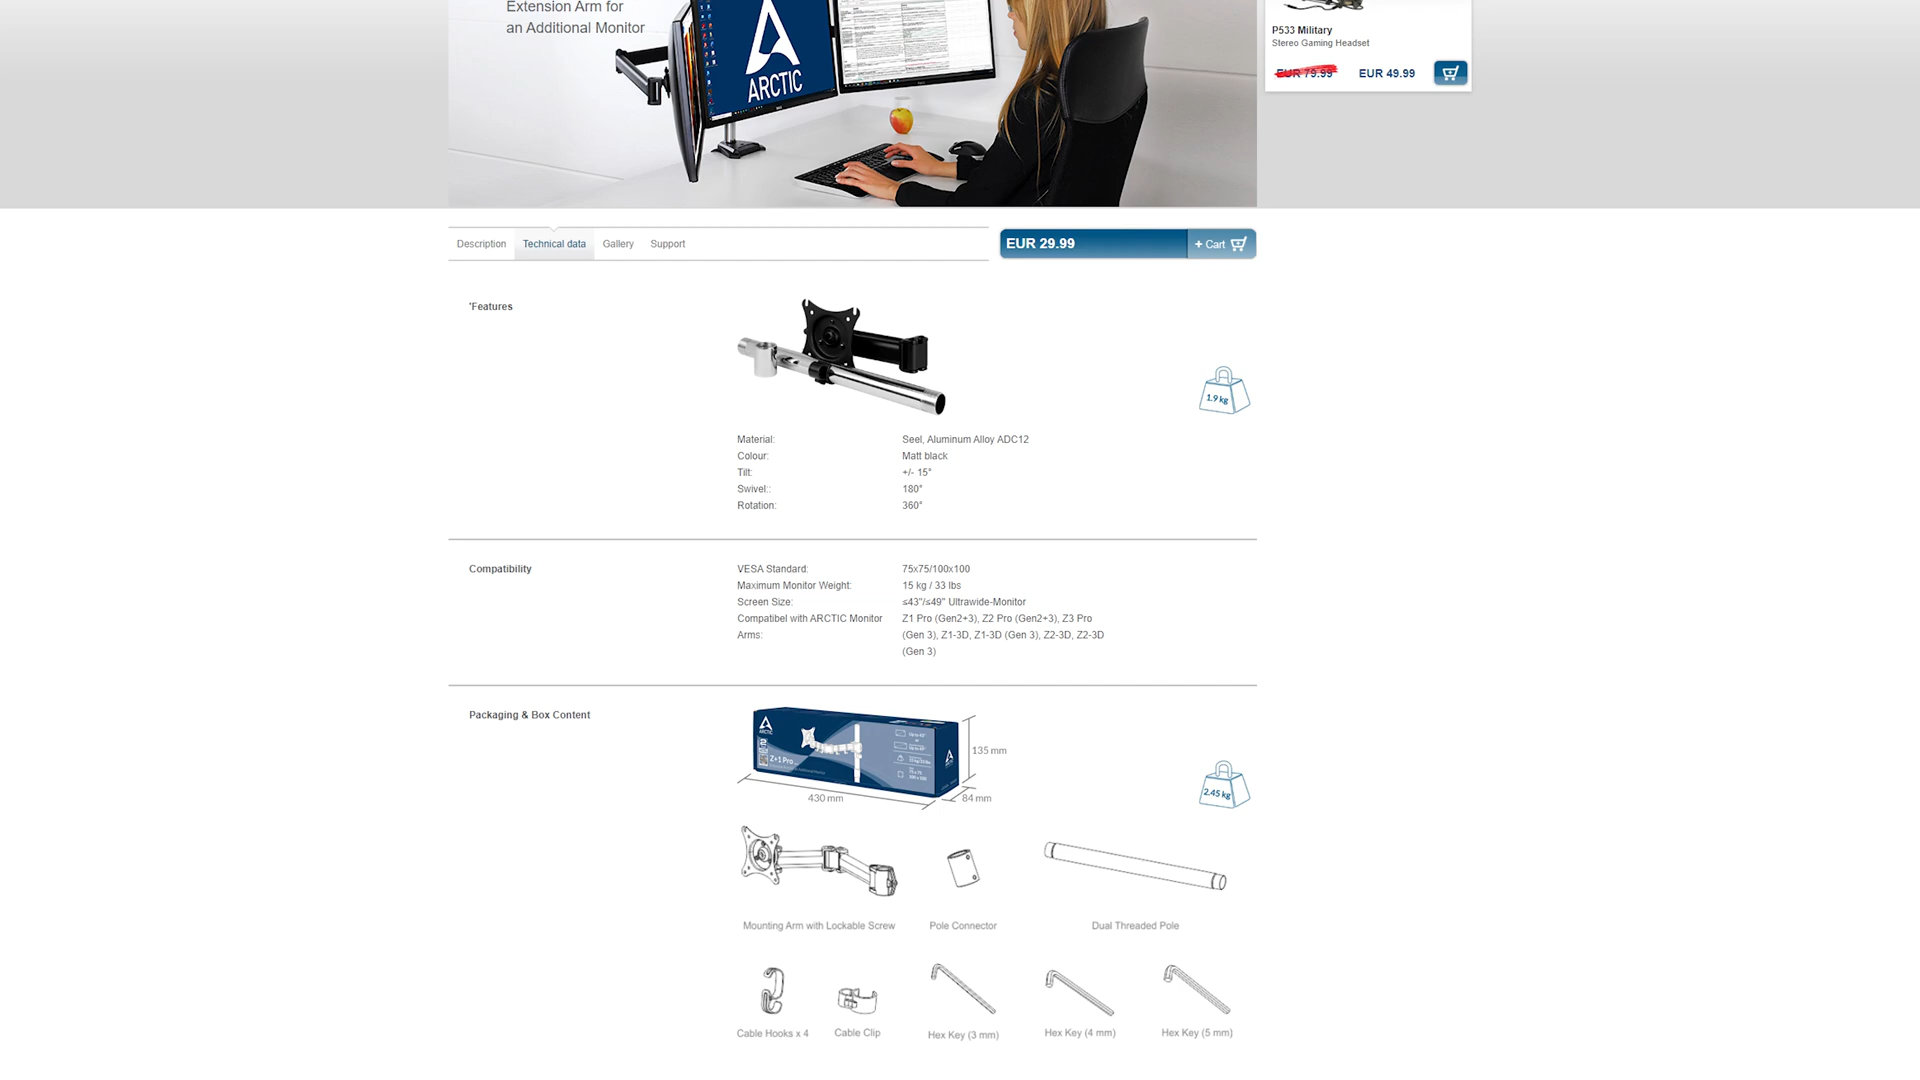 Extension Arm for
an Additional Monitor
ARCTIC
P533 Military
Stereo Gaming Headset
EUR 79.99 EUR 49.99
Description Technical data Gallery Support
EUR 29.99 + Cart
'Features
1.9 kg
Material: Seel, Aluminum Alloy ADC12
Colour: Matt black
Tilt: +/- 15°
Swivel:: 180°
Rotation: 360°
Compatibility
VESA Standard: 75x75/100x100
Maximum Monitor Weight: 15 kg / 33 lbs
Screen Size: ≤43"/≤49" Ultrawide-Monitor
Compatibel with ARCTIC Monitor Z1 Pro (Gen2+3), Z2 Pro (Gen2+3), Z3 Pro
Arms: (Gen 3), Z1-3D, Z1-3D (Gen 3), Z2-3D, Z2-3D
(Gen 3)
Packaging & Box Content
ARCTIC
Z+1 Pro
135 mm
430 mm
84 mm
2.45 kg
Mounting Arm with Lockable Screw Pole Connector Dual Threaded Pole
Cable Hooks x 4 Cable Clip Hex Key (3 mm) Hex Key (4 mm) Hex Key (5 mm)